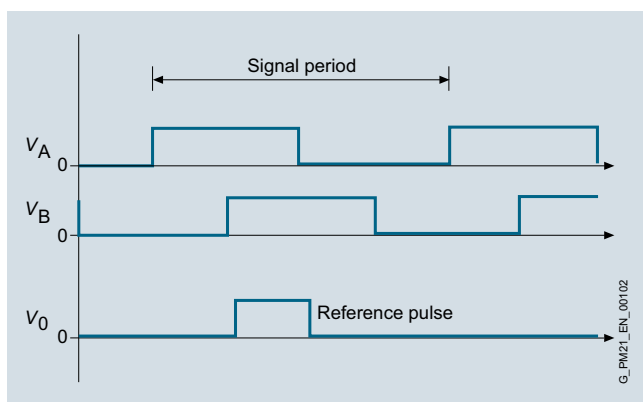 Signal period
VA
0
VB
0
V0
0
Reference pulse
G_PM21_EN_00102